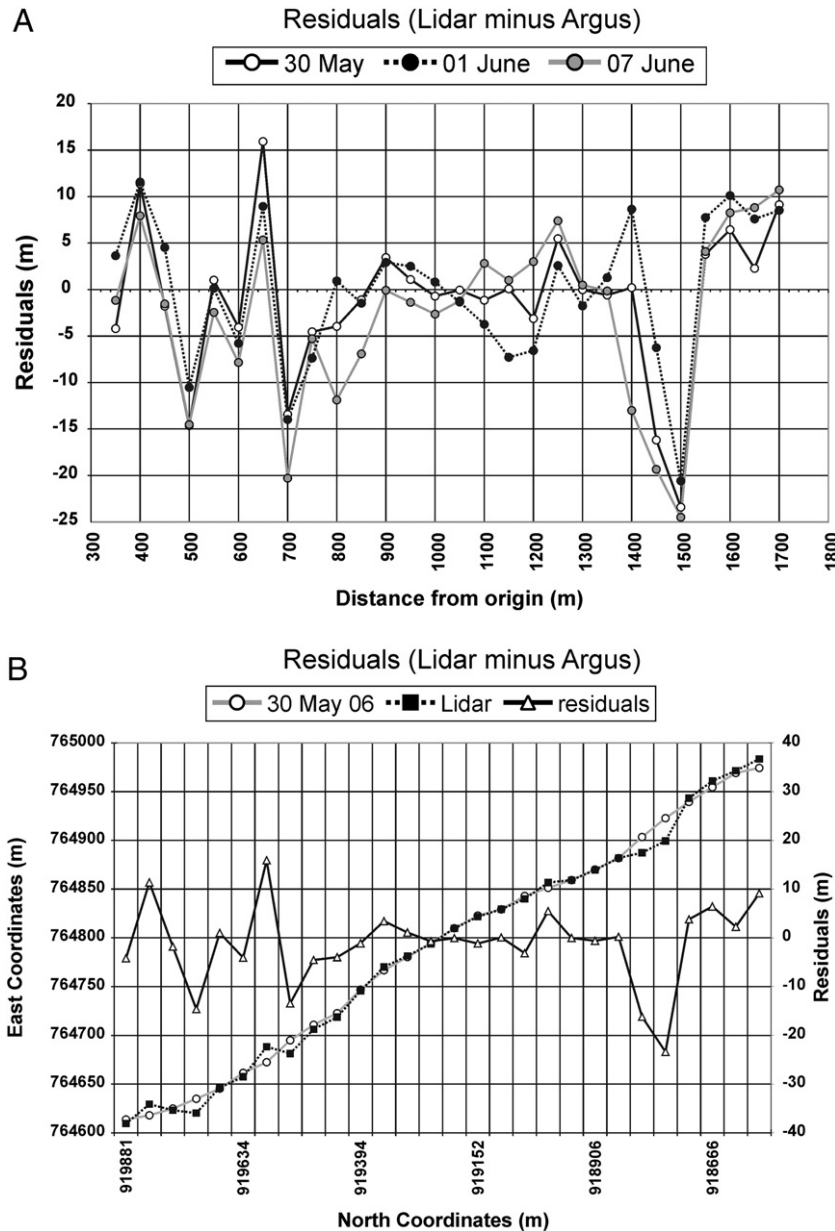 A
Residuals (Lidar minus Argus)
30 May 01 June 07 June
20
15
10
5
0
-5
-10
-15
-20
-25
Residuals (m)
300 400 500 600 700 800 900 1000 1100 1200 1300 1400 1500 1600 1700 1800
Distance from origin (m)
B
Residuals (Lidar minus Argus)
30 May 06 Lidar residuals
765000
764950
764900
764850
764800
764750
764700
764650
764600
East Coordinates (m)
40
30
20
10
0
-10
-20
-30
-40
Residuals (m)
919881 919634 919394 919152 918906 918666
North Coordinates (m)